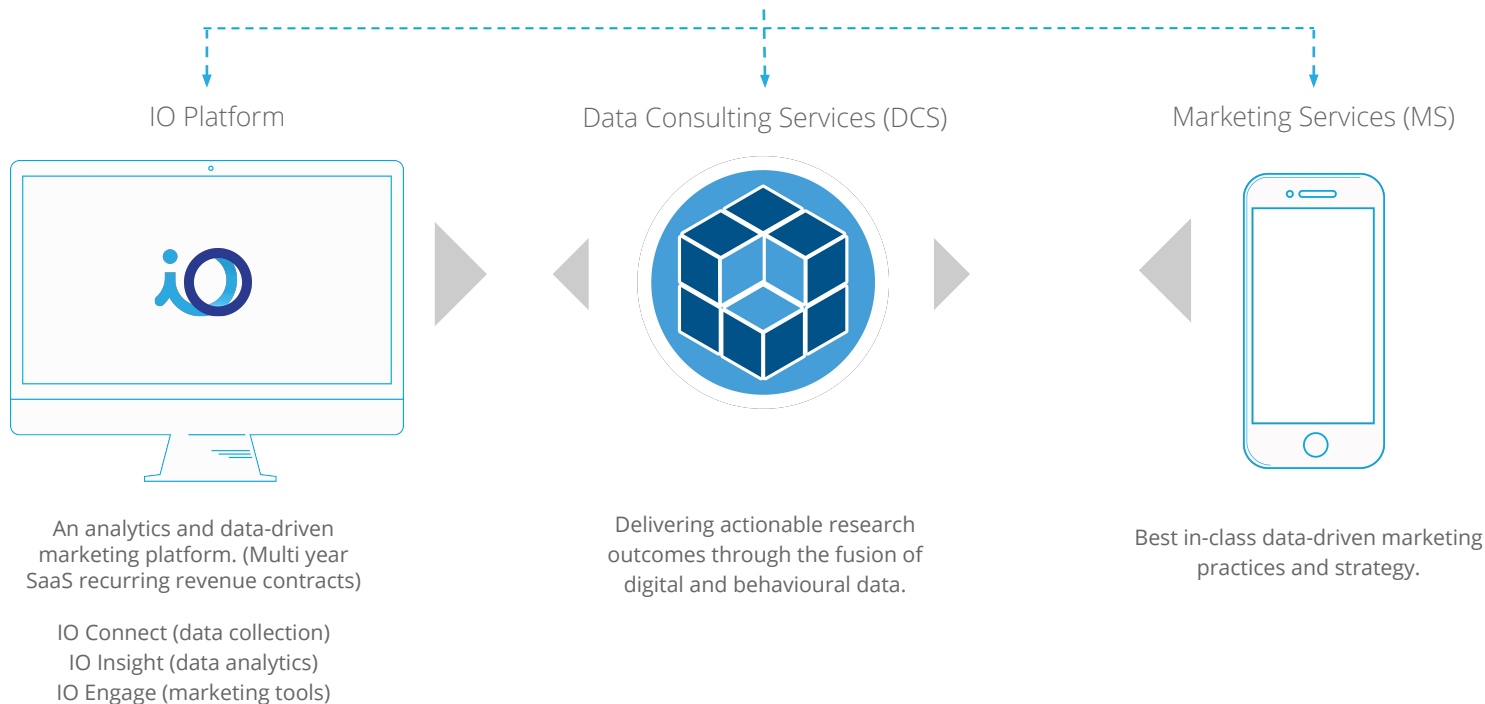 IO Platform
Data Consulting Services (DCS)
Marketing Services (MS)
iO
An analytics and data-driven
marketing platform. (Multi year
SaaS recurring revenue contracts)
IO Connect (data collection)
IO Insight (data analytics)
IO Engage (marketing tools)
Delivering actionable research
outcomes through the fusion of
digital and behavioural data.
Best in-class data-driven marketing
practices and strategy.